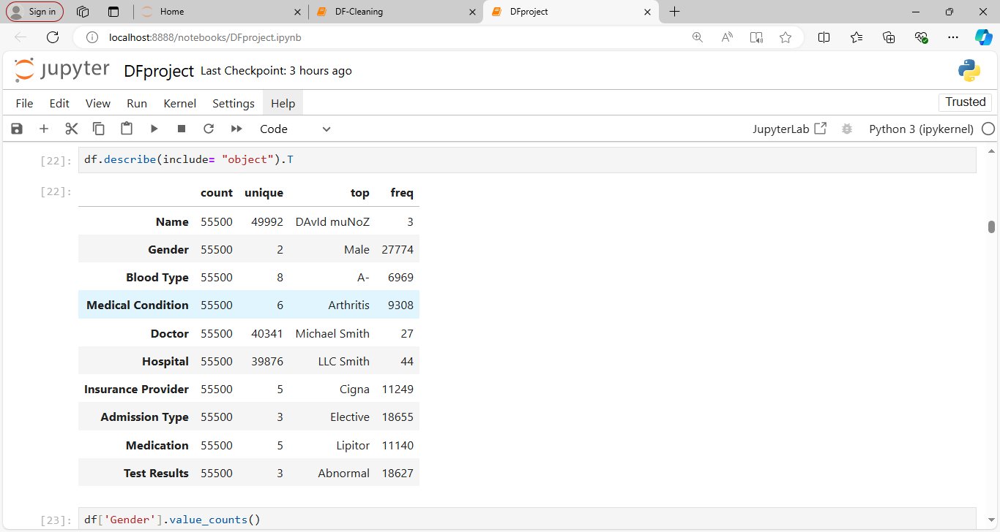 Sign in
Home
DF-Cleaning
DFproject
localhost:8888/notebooks/DFproject.ipynb
jupyter DFproject Last Checkpoint: 3 hours ago
File Edit View Run Kernel Settings Help Trusted
Code JupyterLab Python 3 (ipykernel)
[22]: df.describe(include= "object").T
[22]: count unique top freq
Name 55500 49992 DAvId muNoZ 3
Gender 55500 2 Male 27774
Blood Type 55500 8 A- 6969
Medical Condition 55500 6 Arthritis 9308
Doctor 55500 40341 Michael Smith 27
Hospital 55500 39876 LLC Smith 44
Insurance Provider 55500 5 Cigna 11249
Admission Type 55500 3 Elective 18655
Medication 55500 5 Lipitor 11140
Test Results 55500 3 Abnormal 18627
[23]: df['Gender'].value_counts()